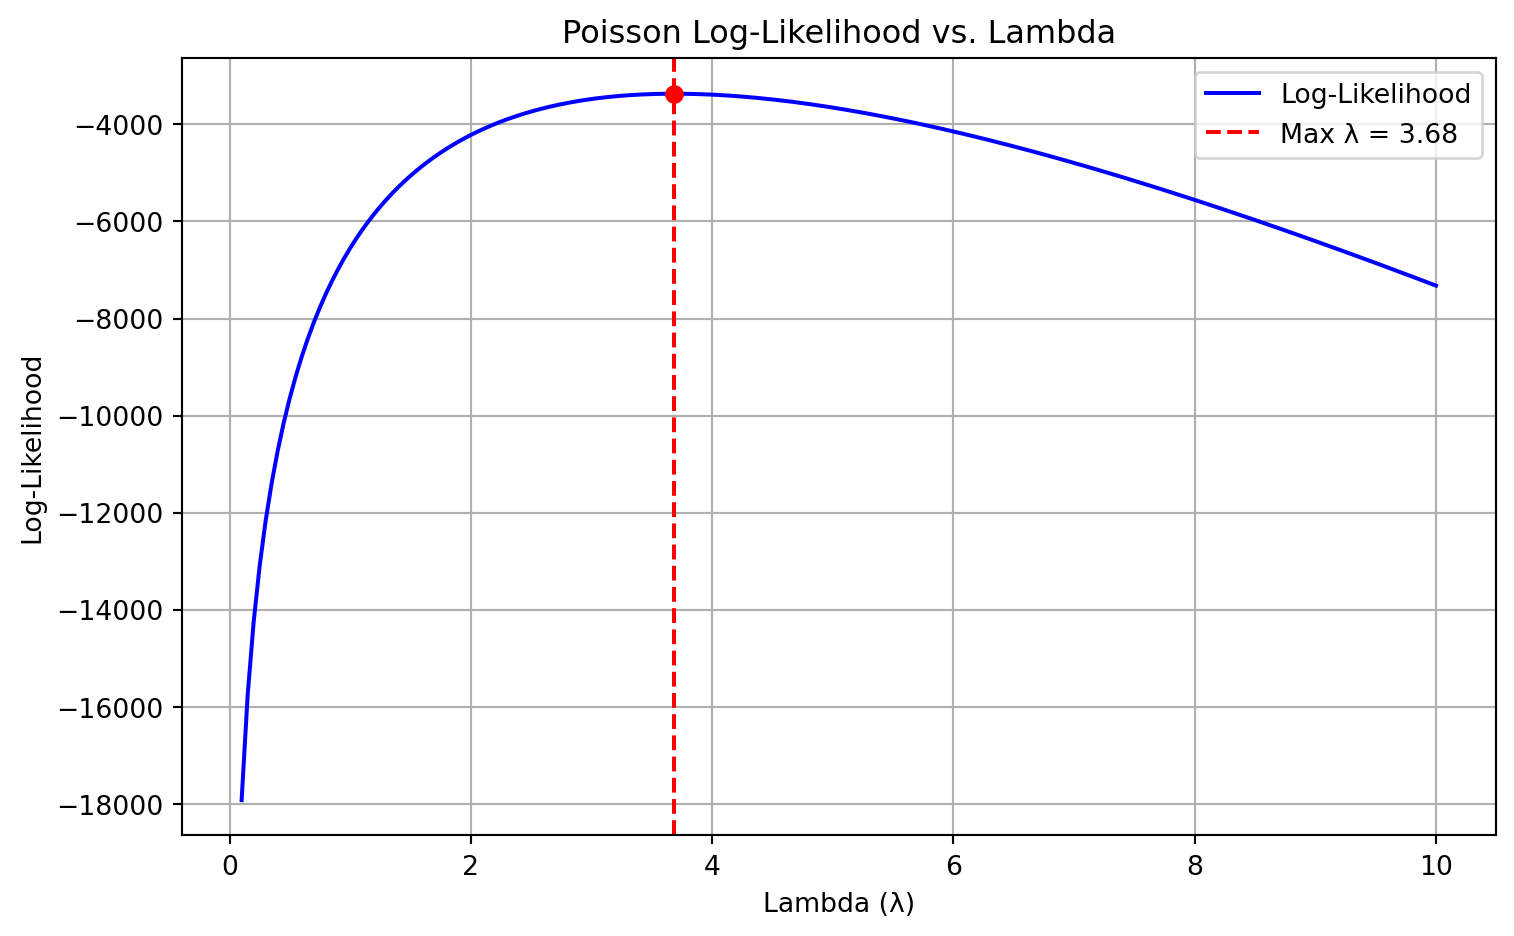 Poisson Log-Likelihood vs. Lambda
Log-Likelihood
Max λ = 3.68
−4000
−6000
−8000
−10000
−12000
−14000
−16000
−18000
Log-Likelihood
0 2 4 6 8 10
Lambda (λ)